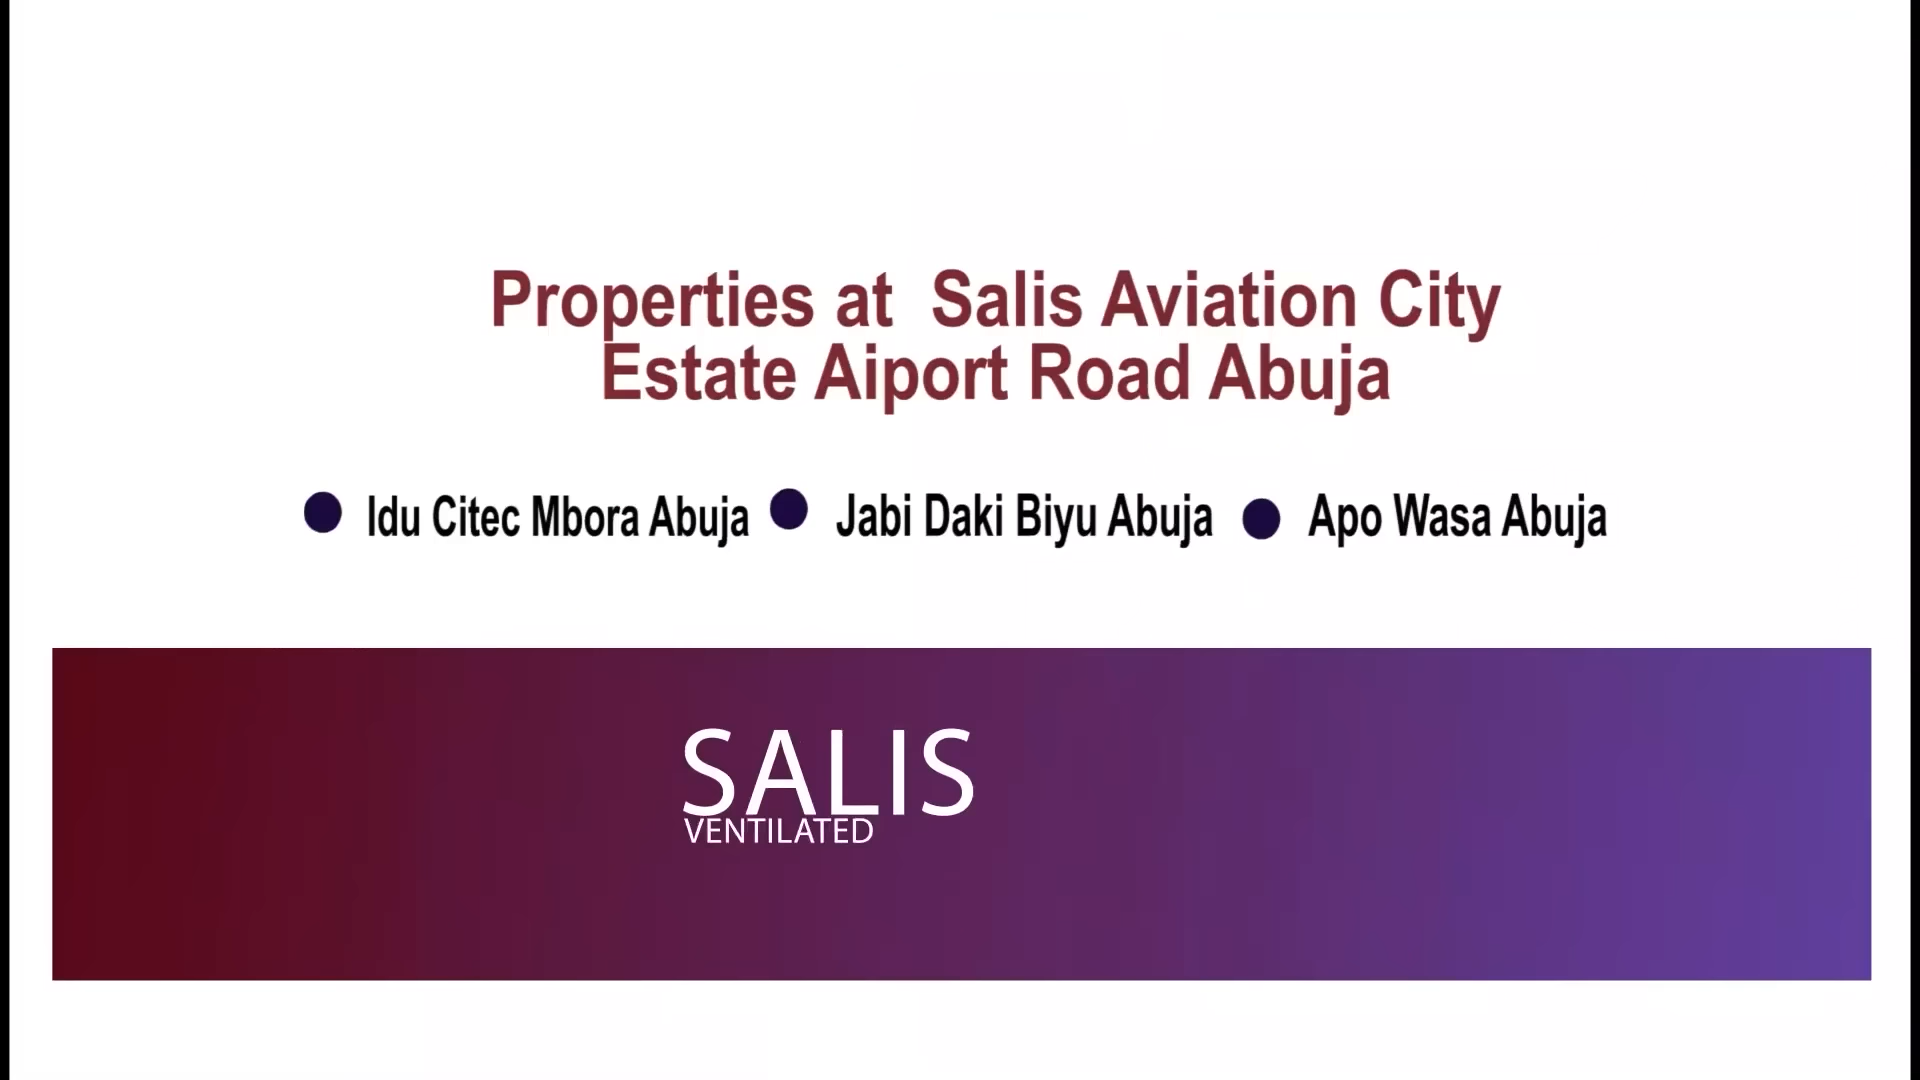 Properties at Salis Aviation City
Estate Aiport Road Abuja
Idu Citec Mbora Abuja Jabi Daki Biyu Abuja Apo Wasa Abuja
SALIS
VENTILATED